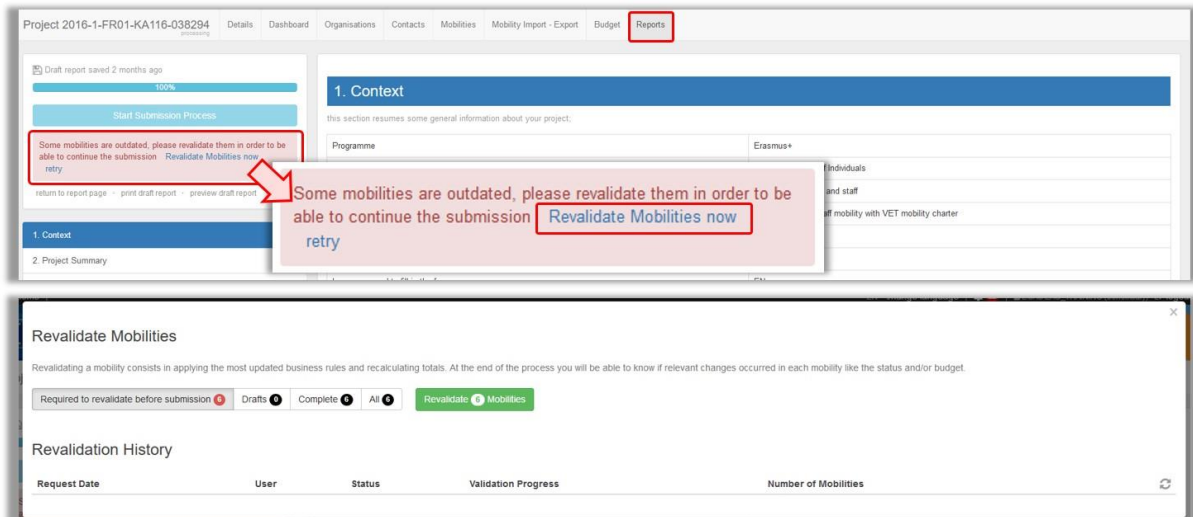 Project 2016-1-FR01-KA116-038294
processing
Details
Dashboard
Organisations
Contacts
Mobilities
Mobility Import - Export
Budget
Reports
Draft report saved 2 months ago
100%
Start Submission Process
Some mobilities are outdated, please revalidate them in order to be
able to continue the submission Revalidate Mobilities now
retry
return to report page - print draft report - preview draft report
1. Context
2. Project Summary
1. Context
this section resumes some general information about your project;
Programme
Erasmus+
Individuals
and staff
mobility with VET mobility charter
EN
Some mobilities are outdated, please revalidate them in order to be
able to continue the submission Revalidate Mobilities now
retry
Revalidate Mobilities
Revalidating a mobility consists in applying the most updated business rules and recalculating totals. At the end of the process you will be able to know if relevant changes occurred in each mobility like the status and/or budget.
Required to revalidate before submission 6
Drafts 0
Complete 6
All 6
Revalidate 6 Mobilities
Revalidation History
Request Date
User
Status
Validation Progress
Number of Mobilities